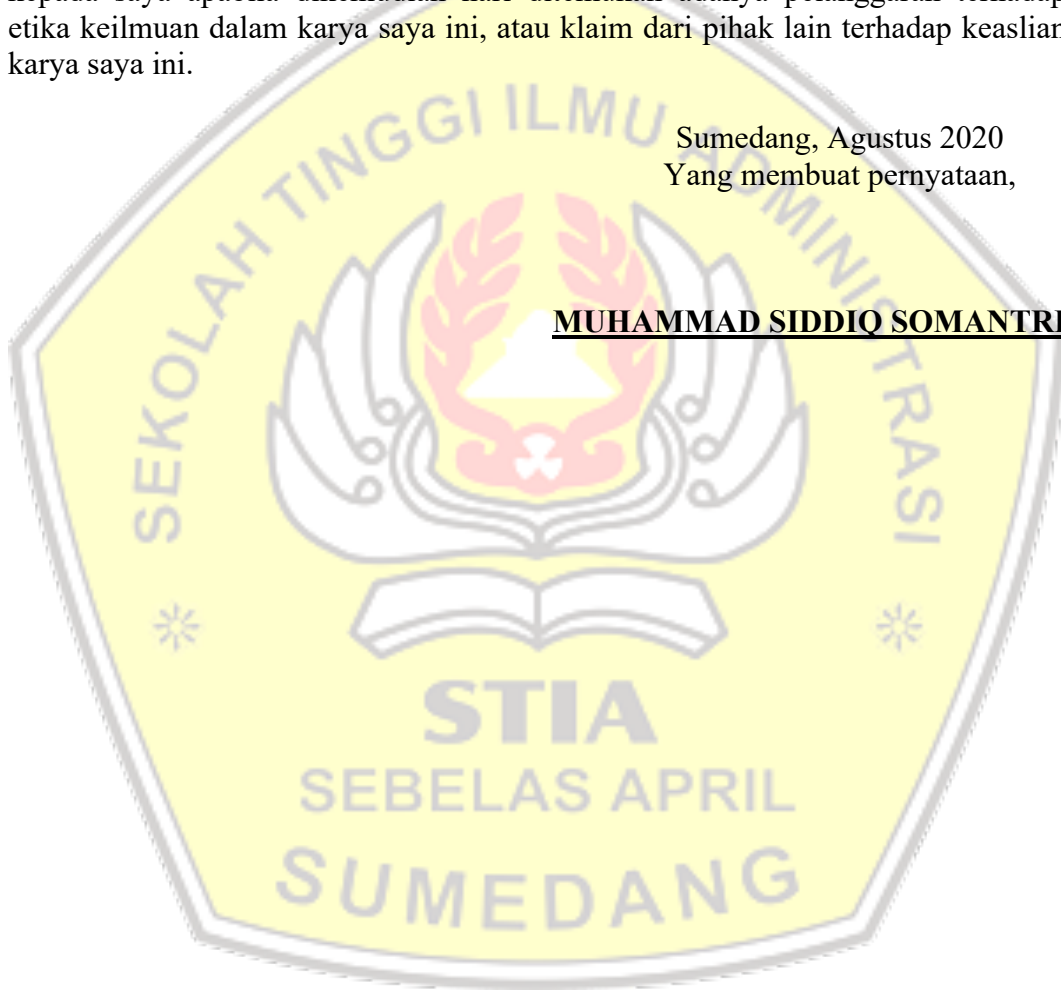 etika keilmuan dalam karya saya ini, atau klaim dari pihak lain terhadap keaslian
karya saya ini.
Sumedang, Agustus 2020
Yang membuat pernyataan,
MUHAMMAD SIDDIQ SOMANTRI
SEKOLAH TINGGI ILMU ADMINISTRASI
STIA
SEBELAS APRIL
SUMEDANG